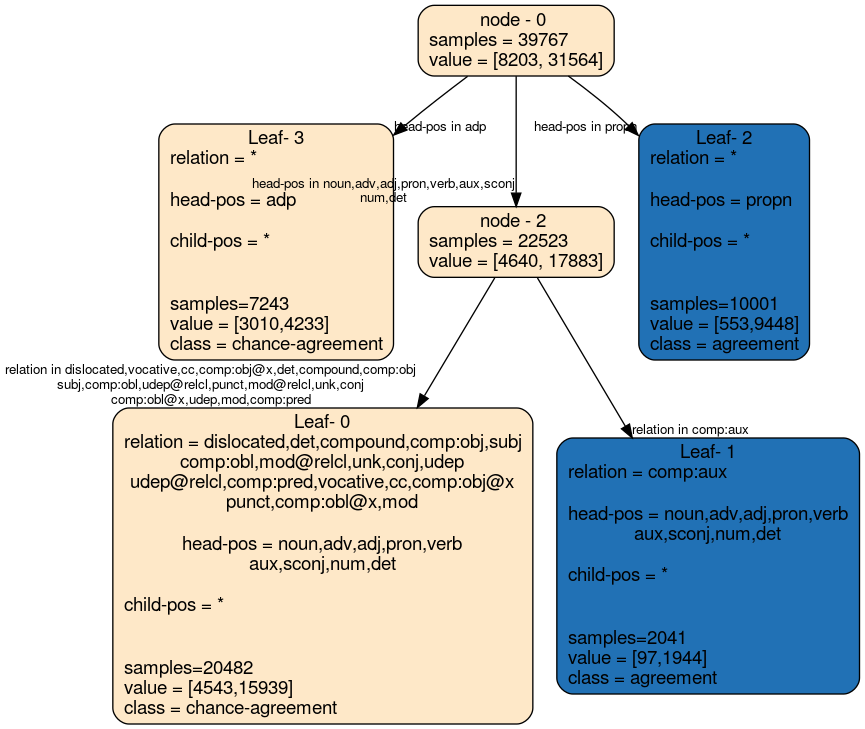 node - 0
samples = 39767
value = [8203, 31564]
head-pos in adp
head-pos in propn
Leaf- 3
relation = *
head-pos = adp
child-pos = *
samples=7243
value = [3010,4233]
class = chance-agreement
head-pos in noun,adv,adj,pron,verb,aux,sconj
num,det
node - 2
samples = 22523
value = [4640, 17883]
Leaf- 2
relation = *
head-pos = propn
child-pos = *
samples=10001
value = [553,9448]
class = agreement
relation in dislocated,vocative,cc,comp:obj@x,det,compound,comp:obj
subj,comp:obl,udep@relcl,punct,mod@relcl,unk,conj
comp:obl@x,udep,mod,comp:pred
relation in comp:aux
Leaf- 0
relation = dislocated,det,compound,comp:obj,subj
comp:obl,mod@relcl,unk,conj,udep
udep@relcl,comp:pred,vocative,cc,comp:obj@x
punct,comp:obl@x,mod
head-pos = noun,adv,adj,pron,verb
aux,sconj,num,det
child-pos = *
samples=20482
value = [4543,15939]
class = chance-agreement
Leaf- 1
relation = comp:aux
head-pos = noun,adv,adj,pron,verb
aux,sconj,num,det
child-pos = *
samples=2041
value = [97,1944]
class = agreement